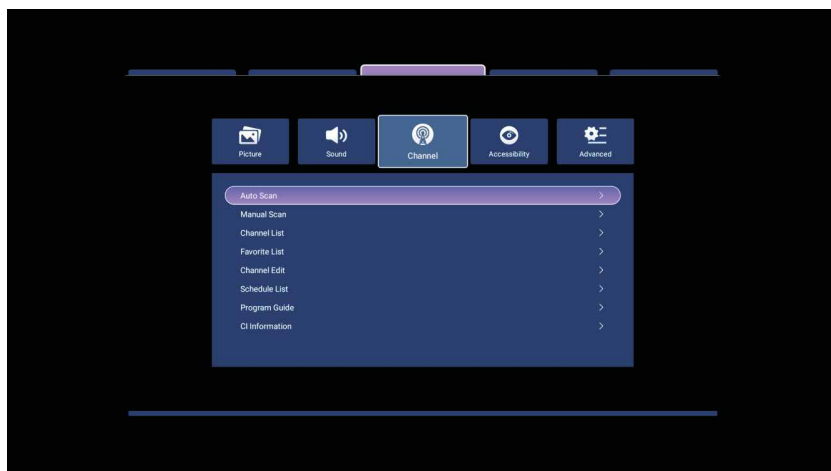 Picture Sound Channel Accessibility Advanced
Auto Scan
Manual Scan
Channel List
Favorite List
Channel Edit
Schedule List
Program Guide
CI Information